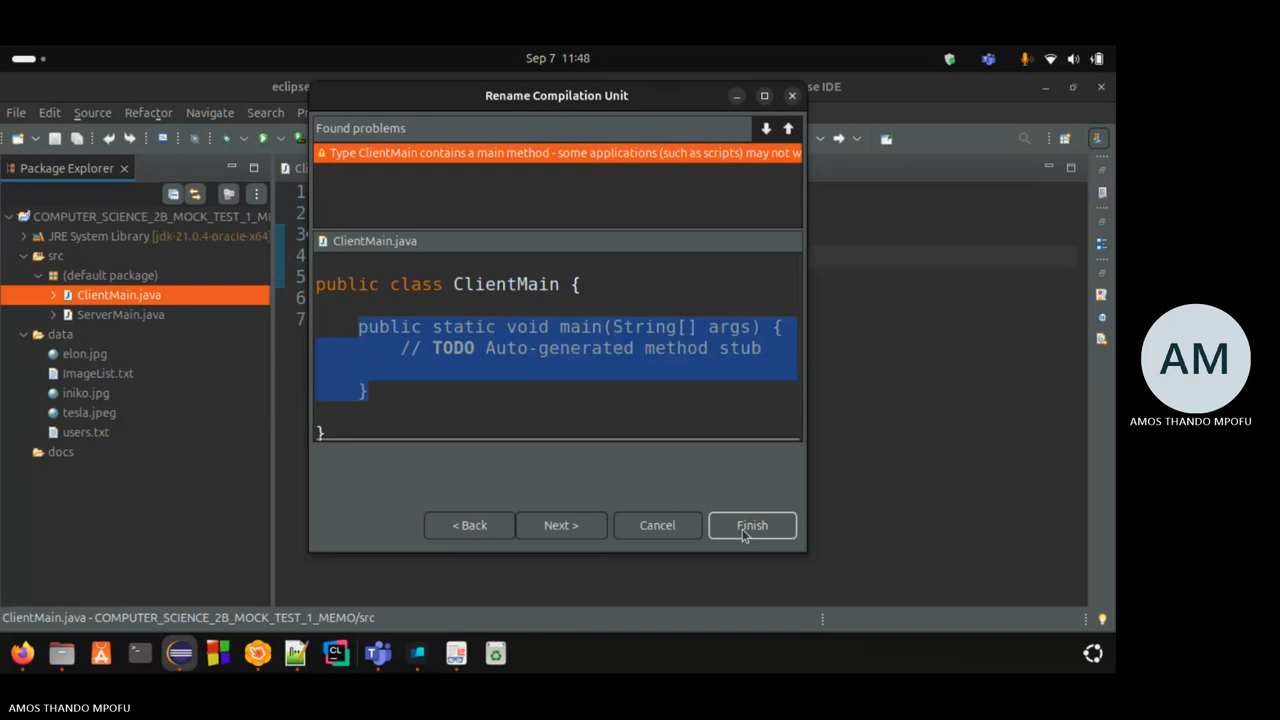 Sep 7 11:48
eclipse
se IDE
Rename Compilation Unit
File Edit Source Refactor Navigate Search
Found problems
Type ClientMain contains a main method - some applications (such as scripts) may not w
Package Explorer
COMPUTER_SCIENCE_2B_MOCK_TEST_1_ME
JRE System Library [jdk-21.0.4-oracle-x64]
src
(default package)
ClientMain.java
ServerMain.java
data
elon.jpg
ImageList.txt
iniko.jpg
tesla.jpeg
users.txt
docs
1
2
3
4
5
6
7
ClientMain.java
public class ClientMain {
public static void main(String[] args) {
// TODO Auto-generated method stub
}
}
< Back Next > Cancel Finish
ClientMain.java - COMPUTER_SCIENCE_2B_MOCK_TEST_1_MEMO/src
CL
AM
AMOS THANDO MPOFU
AMOS THANDO MPOFU